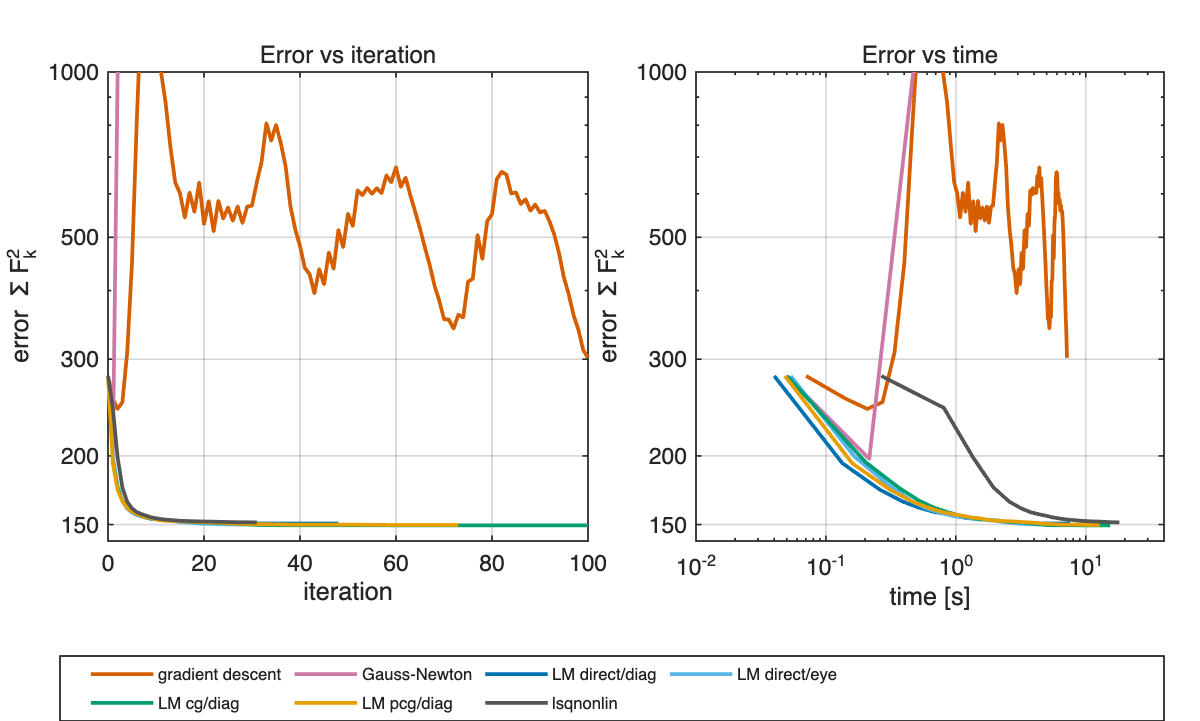 Error vs iteration
Error vs time
1000
500
300
200
150
0 20 40 60 80 100
iteration
error Σ F_k^2
1000
500
300
200
150
10^-2 10^-1 10^0 10^1
time [s]
error Σ F_k^2
gradient descent Gauss-Newton LM direct/diag LM direct/eye
LM cg/diag LM pcg/diag lsqnonlin